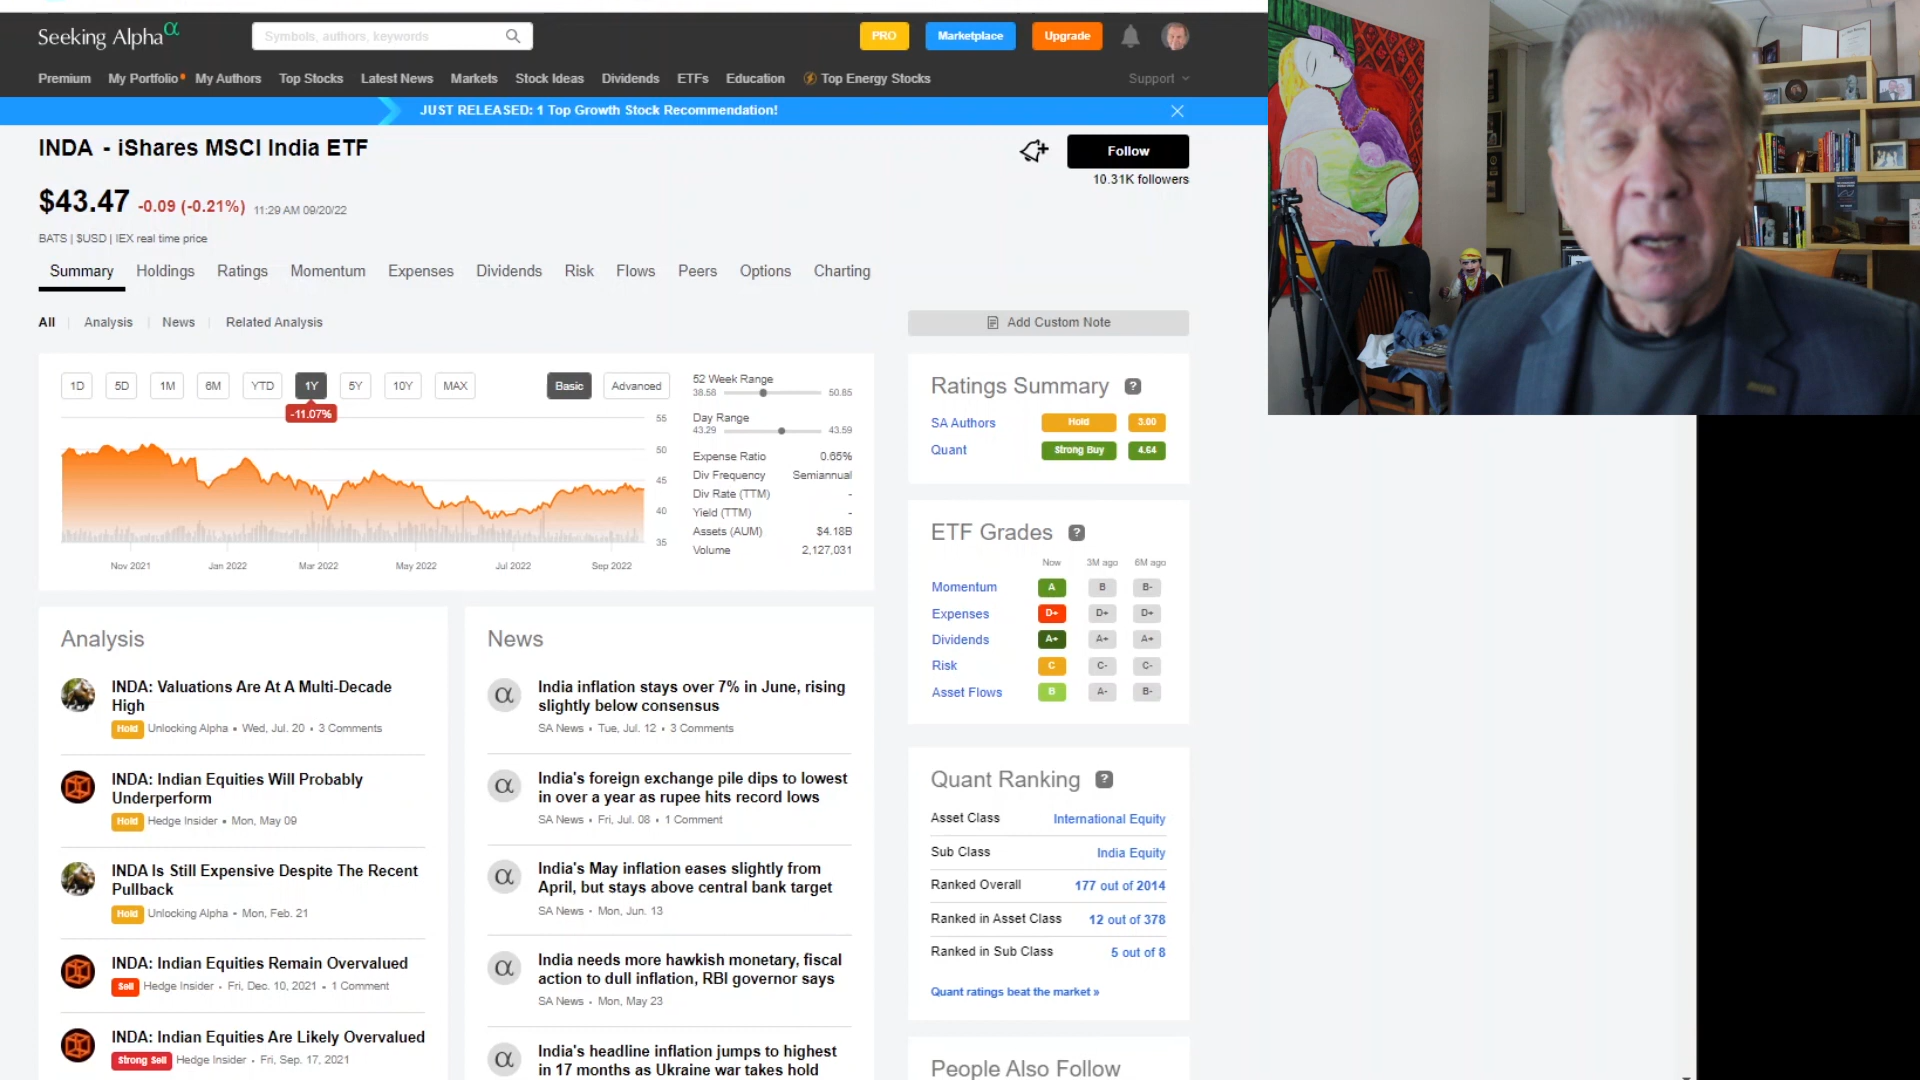 Seeking Alpha α
Symbols, authors, keywords
PRO
Marketplace
Upgrade
Premium My Portfolio My Authors Top Stocks Latest News Markets Stock Ideas Dividends ETFs Education Top Energy Stocks Support
JUST RELEASED: 1 Top Growth Stock Recommendation!
INDA - iShares MSCI India ETF
Follow
10.31K followers
$43.47 -0.09 (-0.21%) 11:29 AM 09/20/22
BATS | $USD | IEX real time price
Summary Holdings Ratings Momentum Expenses Dividends Risk Flows Peers Options Charting
All Analysis News Related Analysis
Add Custom Note
1D 5D 1M 6M YTD 1Y 5Y 10Y MAX
Basic Advanced
-11.07%
55
50
45
40
35
Nov 2021 Jan 2022 Mar 2022 May 2022 Jul 2022 Sep 2022
52 Week Range
38.58 50.85
Day Range
43.29 43.59
Expense Ratio 0.65%
Div Frequency Semiannual
Div Rate (TTM) -
Yield (TTM) -
Assets (AUM) $4.18B
Volume 2,127,031
Ratings Summary ?
SA Authors Hold 3.00
Quant Strong Buy 4.64
ETF Grades ?
Now 3M ago 6M ago
Momentum A B B-
Expenses D+ D+ D+
Dividends A+ A+ A+
Risk C C- C-
Asset Flows B A- B-
Quant Ranking ?
Asset Class International Equity
Sub Class India Equity
Ranked Overall 177 out of 2014
Ranked in Asset Class 12 out of 378
Ranked in Sub Class 5 out of 8
Quant ratings beat the market »
People Also Follow
Analysis
INDA: Valuations Are At A Multi-Decade
High
Hold Unlocking Alpha • Wed, Jul. 20 • 3 Comments
INDA: Indian Equities Will Probably
Underperform
Hold Hedge Insider • Mon, May 09
INDA Is Still Expensive Despite The Recent
Pullback
Hold Unlocking Alpha • Mon, Feb. 21
INDA: Indian Equities Remain Overvalued
Sell Hedge Insider • Fri, Dec. 10, 2021 • 1 Comment
INDA: Indian Equities Are Likely Overvalued
Strong Sell Hedge Insider • Fri, Sep. 17, 2021
News
α
India inflation stays over 7% in June, rising
slightly below consensus
SA News • Tue, Jul. 12 • 3 Comments
α
India's foreign exchange pile dips to lowest
in over a year as rupee hits record lows
SA News • Fri, Jul. 08 • 1 Comment
α
India's May inflation eases slightly from
April, but stays above central bank target
SA News • Mon, Jun. 13
α
India needs more hawkish monetary, fiscal
action to dull inflation, RBI governor says
SA News • Mon, May 23
α
India's headline inflation jumps to highest
in 17 months as Ukraine war takes hold